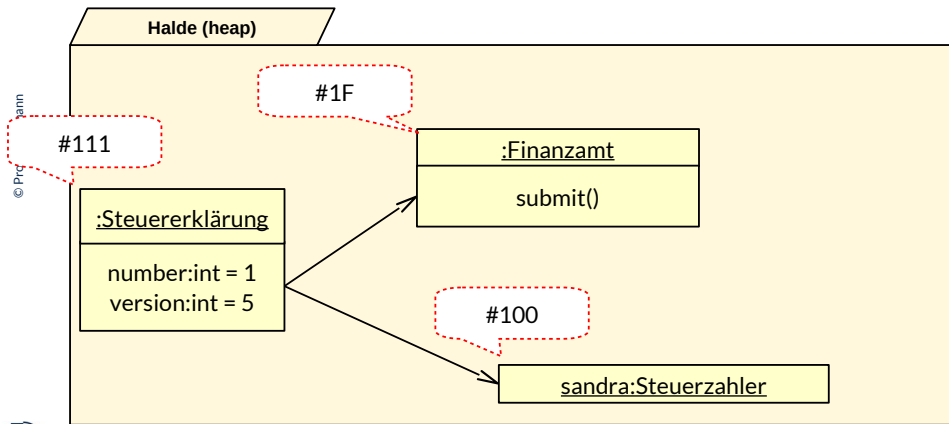 Halde (heap)
#1F
#111
:Finanzamt
submit()
:Steuererklärung
number:int = 1
version:int = 5
#100
sandra:Steuerzahler
©